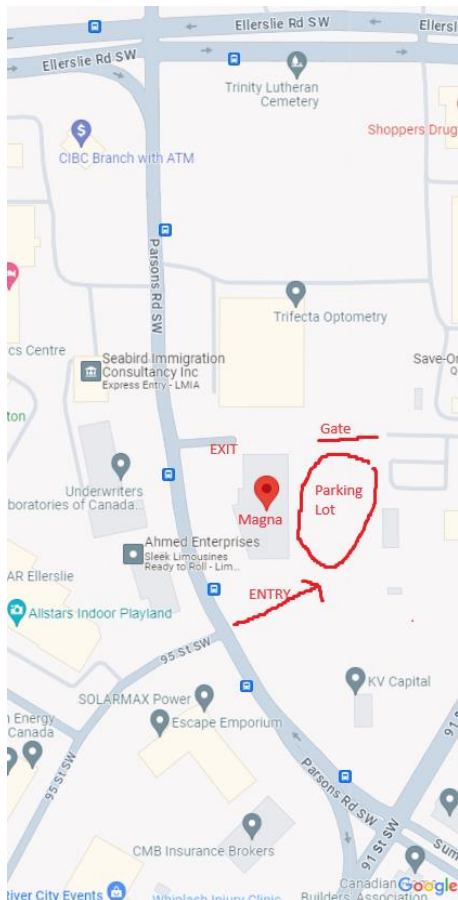 Ellerslie Rd SW
Ellerslie Rd SW
Ellersl
Trinity Lutheran
Cemetery
Shoppers Drug
CIBC Branch with ATM
Parsons Rd SW
Trifecta Optometry
cs Centre
Seabird Immigration
Consultancy Inc
Express Entry - LMIA
Save-On
Q
ton
Gate
EXIT
Parking
Lot
Underwriters
boratories of Canada...
Magna
Ahmed Enterprises
Sleek Limousines
Ready to Roll - Lim...
AR Ellerslie
ENTRY
Allstars Indoor Playland
95 St SW
KV Capital
SOLARMAX Power
n Energy
Canada
Escape Emporium
91 S
95 St SW
Parsons Rd SW
91 St SW
Sum
CMB Insurance Brokers
Canadian
Builders' Association
Google
River City Events
Whiplash Injury Clinic